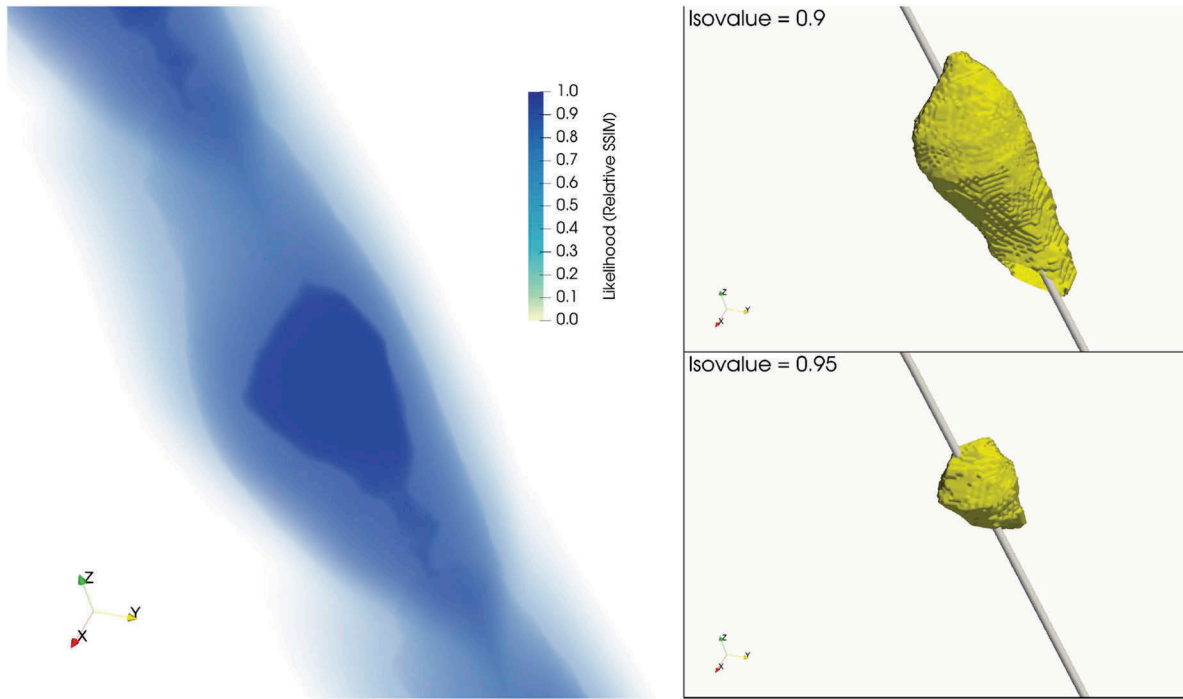 1.0
0.9
0.8
0.7
0.6
0.5
0.4
0.3
0.2
0.1
0.0
Likelihood (Relative SSIM)
Z
Y
X
Isovalue = 0.9
Z
Y
X
Isovalue = 0.95
Z
Y
X